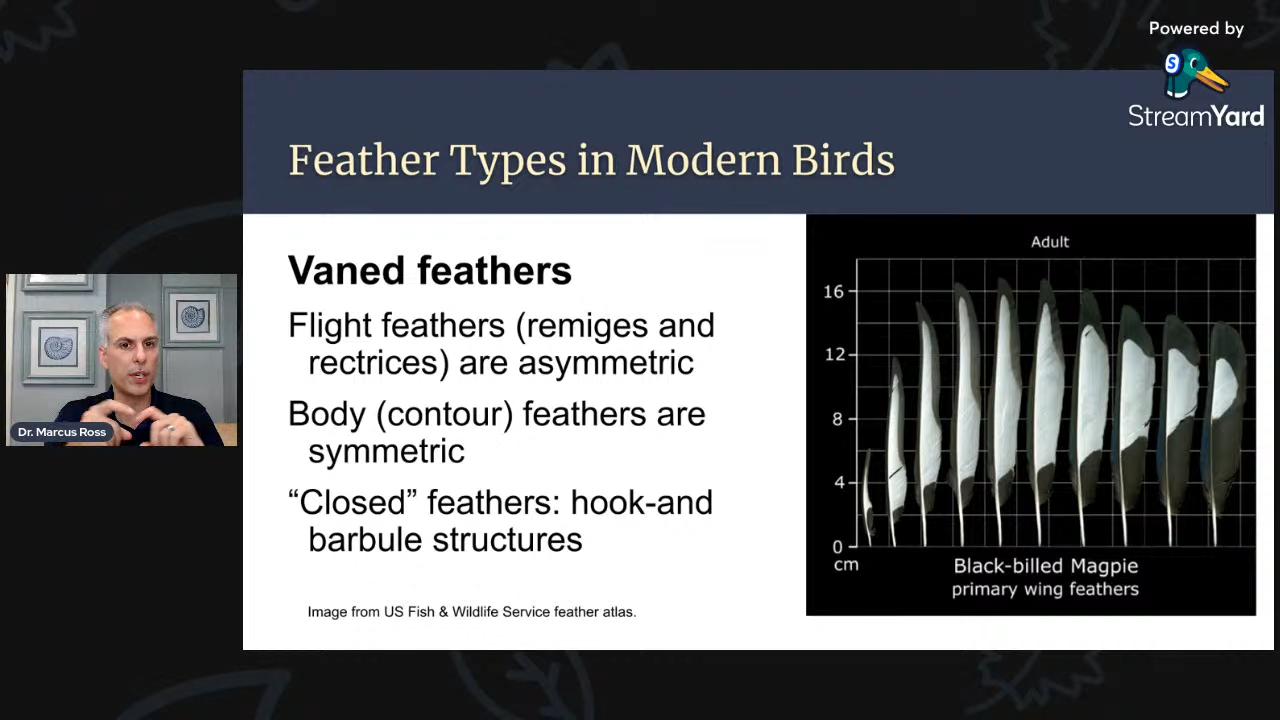 Powered by
S
StreamYard
Feather Types in Modern Birds
Vaned feathers
Flight feathers (remiges and
rectrices) are asymmetric
Body (contour) feathers are
symmetric
“Closed” feathers: hook-and
barbule structures
Image from US Fish & Wildlife Service feather atlas.
Adult
16
12
8
4
0
cm
Black-billed Magpie
primary wing feathers
Dr. Marcus Ross